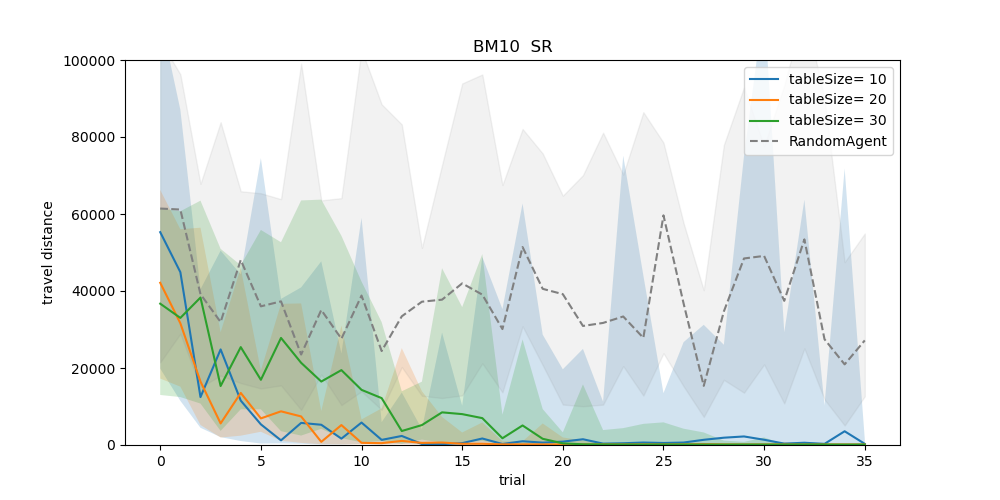 BM10  SR
100000
80000
60000
40000
20000
0
travel distance
0
5
10
15
20
25
30
35
trial
tableSize= 10
tableSize= 20
tableSize= 30
RandomAgent